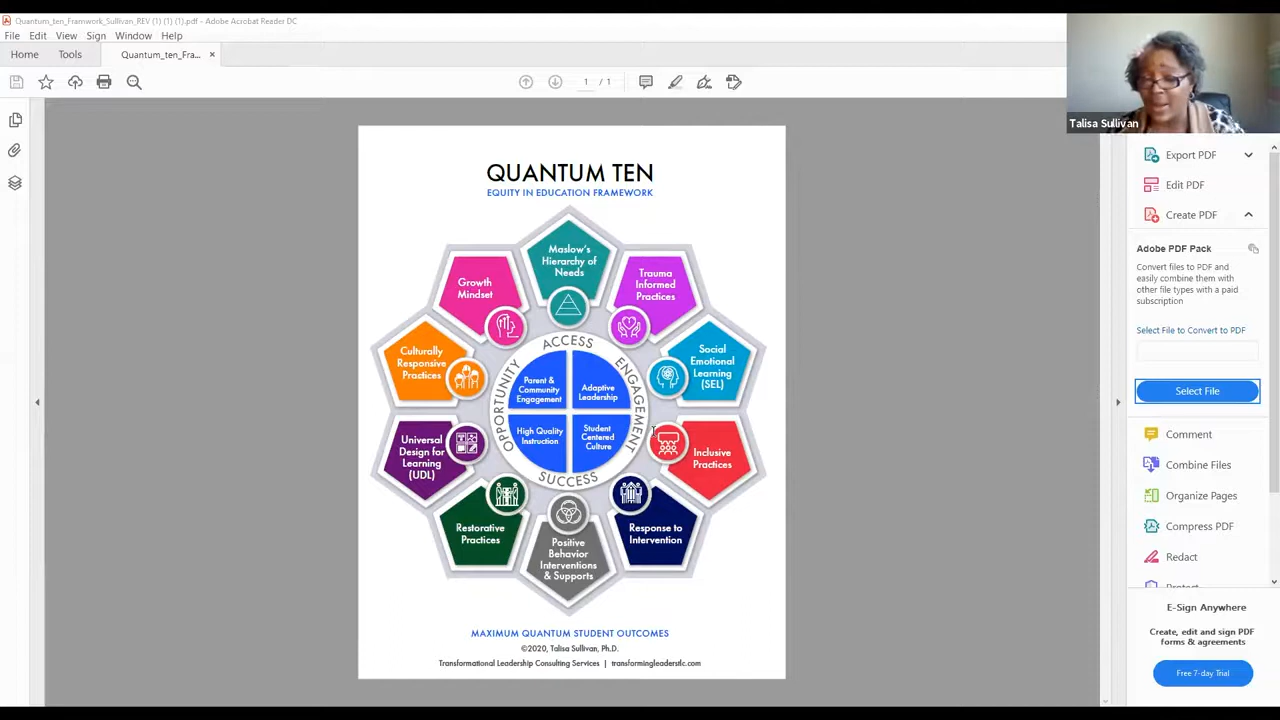 Quantum_ten_Framwork_Sullivan_REV (1) (1) (1).pdf - Adobe Acrobat Reader DC
File Edit View Sign Window Help
Home Tools Quantum_ten_Fra... ×
1 / 1
Talisa Sullivan
QUANTUM TEN
EQUITY IN EDUCATION FRAMEWORK
Maslow's
Hierarchy of
Needs
Trauma
Informed
Practices
Social
Emotional
Learning
(SEL)
Inclusive
Practices
Response to
Intervention
Positive
Behavior
Interventions
& Supports
Restorative
Practices
Universal
Design for
Learning
(UDL)
Culturally
Responsive
Practices
Growth
Mindset
ACCESS
ENGAGEMENT
SUCCESS
OPPORTUNITY
Parent &
Community
Engagement
Adaptive
Leadership
High Quality
Instruction
Student
Centered
Culture
MAXIMUM QUANTUM STUDENT OUTCOMES
©2020, Talisa Sullivan, Ph.D.
Transformational Leadership Consulting Services | transformingleaderstlc.com
Export PDF
Edit PDF
Create PDF
Adobe PDF Pack
Convert files to PDF and
easily combine them with
other file types with a paid
subscription
Select File to Convert to PDF
Select File
Comment
Combine Files
Organize Pages
Compress PDF
Redact
Protect
E-Sign Anywhere
Create, edit and sign PDF
forms & agreements
Free 7-day Trial